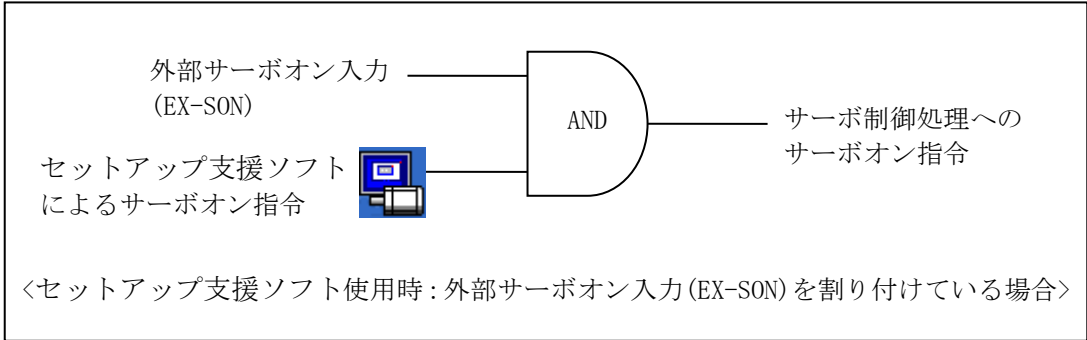 外部サーボオン入力
(EX-SON)
AND
サーボ制御処理への
サーボオン指令
セットアップ支援ソフト
によるサーボオン指令
<セットアップ支援ソフト使用時:外部サーボオン入力(EX-SON)を割り付けている場合>